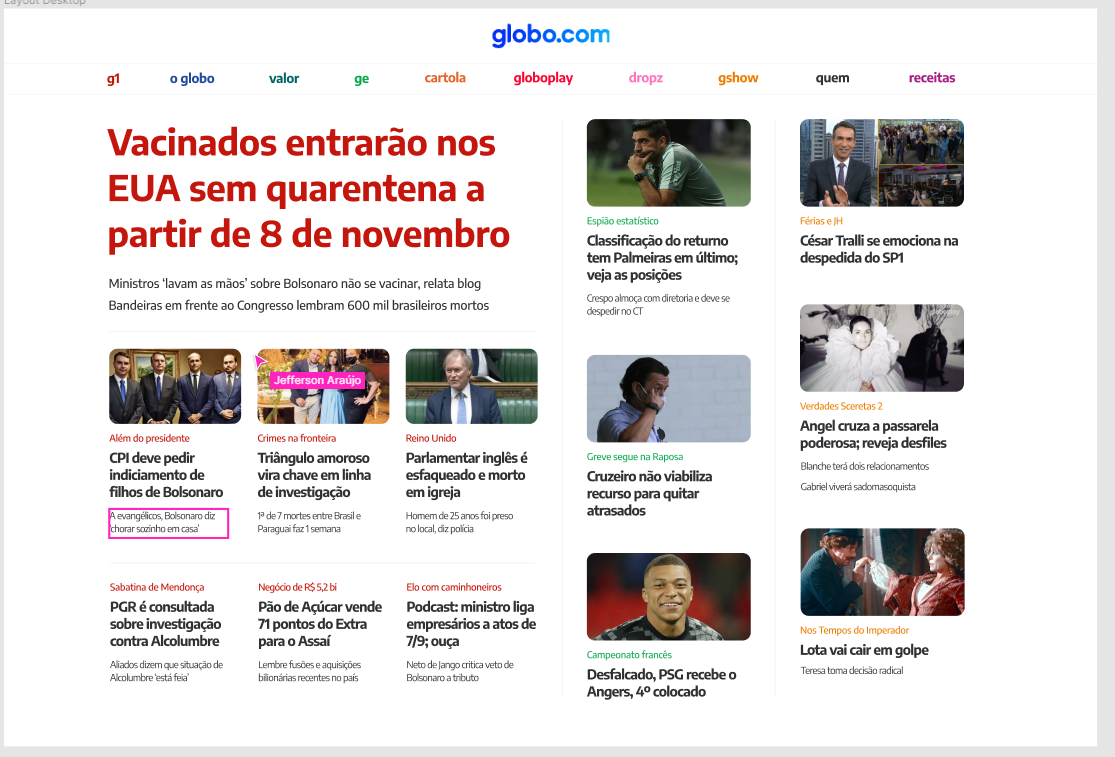 Layout Desktop
globo.com
g1
o globo
valor
ge
cartola
globoplay
dropz
gshow
quem
receitas
Vacinados entrarão nos
EUA sem quarentena a
partir de 8 de novembro
Ministros ‘lavam as mãos’ sobre Bolsonaro não se vacinar, relata blog
Bandeiras em frente ao Congresso lembram 600 mil brasileiros mortos
Além do presidente
CPI deve pedir
indiciamento de
filhos de Bolsonaro
A evangélicos, Bolsonaro diz
‘chorar sozinho em casa’
Jefferson Araújo
Crimes na fronteira
Triângulo amoroso
vira chave em linha
de investigação
1ª de 7 mortes entre Brasil e
Paraguai faz 1 semana
Reino Unido
Parlamentar inglês é
esfaqueado e morto
em igreja
Homem de 25 anos foi preso
no local, diz polícia
Sabatina de Mendonça
PGR é consultada
sobre investigação
contra Alcolumbre
Aliados dizem que situação de
Alcolumbre ‘está feia’
Negócio de R$ 5,2 bi
Pão de Açúcar vende
71 pontos do Extra
para o Assaí
Lembre fusões e aquisições
bilionárias recentes no país
Elo com caminhoneiros
Podcast: ministro liga
empresários a atos de
7/9; ouça
Neto de Jango critica veto de
Bolsonaro a tributo
Espião estatístico
Classificação do returno
tem Palmeiras em último;
veja as posições
Crespo almoça com diretoria e deve se
despedir no CT
Greve segue na Raposa
Cruzeiro não viabiliza
recurso para quitar
atrasados
Campeonato francês
Desfalcado, PSG recebe o
Angers, 4º colocado
Férias e JH
César Tralli se emociona na
despedida do SP1
globoplay
Verdades Sceretas 2
Angel cruza a passarela
poderosa; reveja desfiles
Blanche terá dois relacionamentos
Gabriel viverá sadomasoquista
Nos Tempos do Imperador
Lota vai cair em golpe
Teresa toma decisão radical